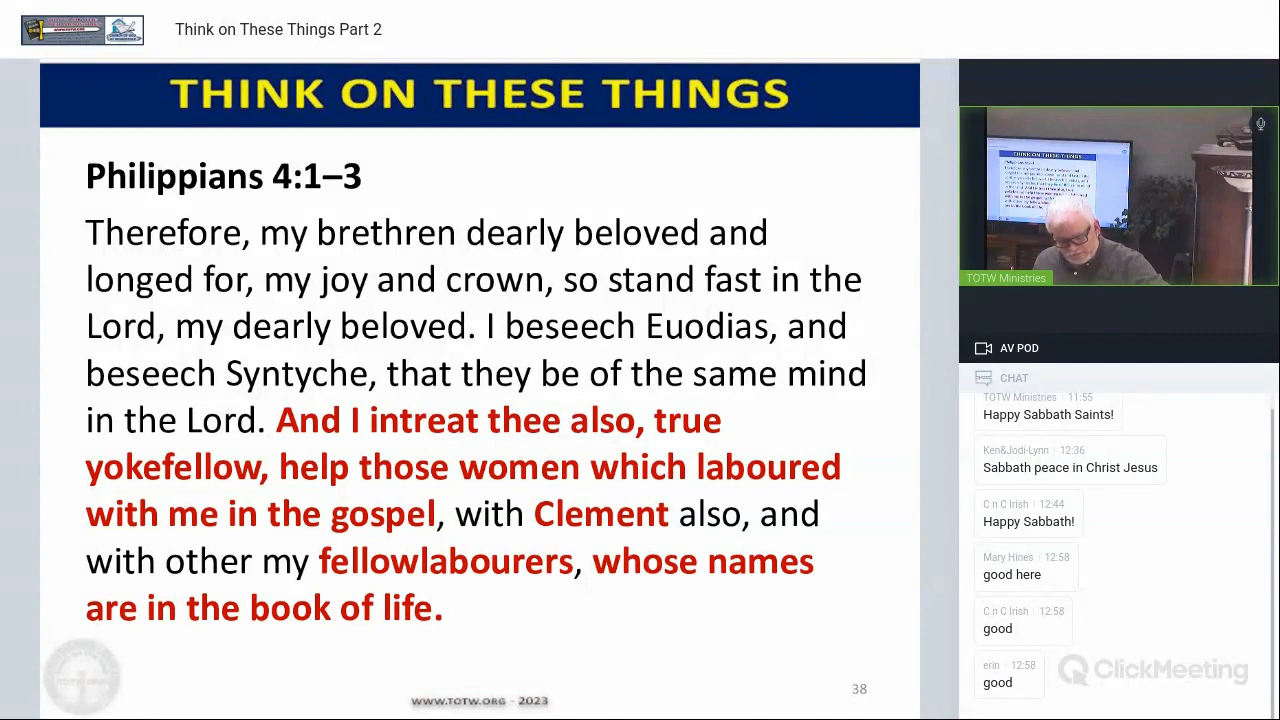 Think on These Things Part 2
THINK ON THESE THINGS
Philippians 4:1–3
Therefore, my brethren dearly beloved and
longed for, my joy and crown, so stand fast in the
Lord, my dearly beloved. I beseech Euodias, and
beseech Syntyche, that they be of the same mind
in the Lord. And I intreat thee also, true
yokefellow, help those women which laboured
with me in the gospel, with Clement also, and
with other my fellowlabourers, whose names
are in the book of life.
WWW.TOTW.ORG - 2023
38
THINK ON THESE THINGS
TOTW Ministries
AV POD
CHAT
TOTW Ministries 11:55
Happy Sabbath Saints!
Ken&Jodi-Lynn 12:36
Sabbath peace in Christ Jesus
C n C Irish 12:44
Happy Sabbath!
Mary Hines 12:58
good here
C n C Irish 12:58
good
erin 12:58
good
ClickMeeting